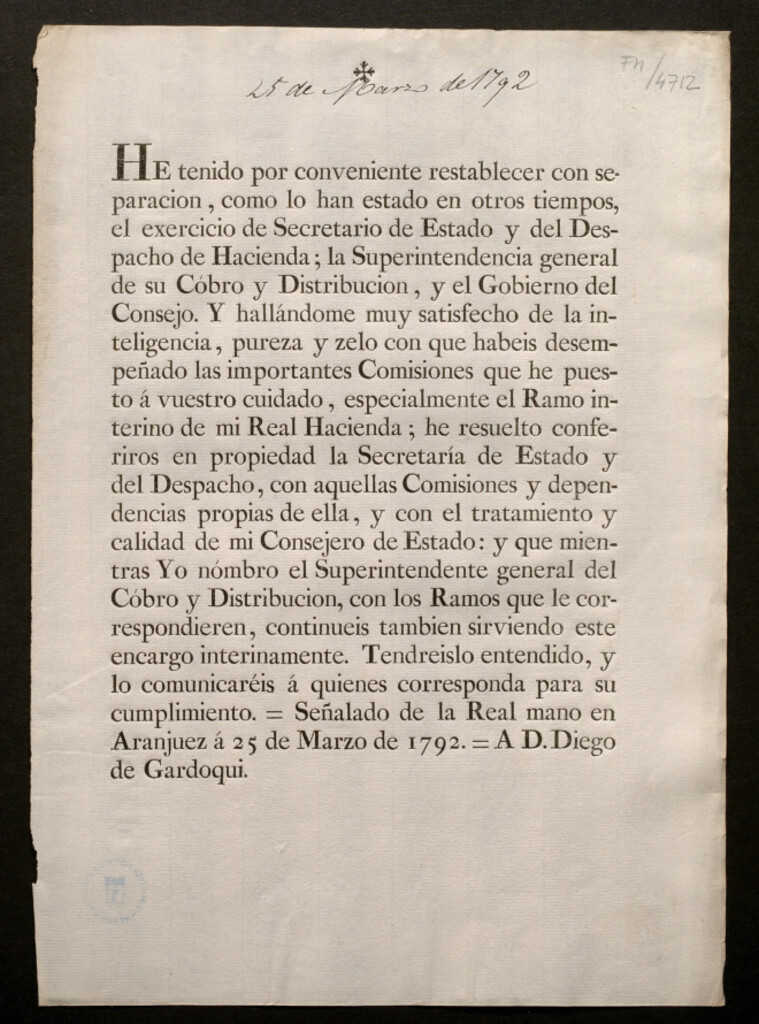 25 de Marzo de 1792
FM/4712
HE tenido por conveniente restablecer con se-
paracion, como lo han estado en otros tiempos,
el exercicio de Secretario de Estado y del Des-
pacho de Hacienda; la Superintendencia general
de su Cóbro y Distribucion, y el Gobierno del
Consejo. Y hallándome muy satisfecho de la in-
teligencia, pureza y zelo con que habeis desem-
peñado las importantes Comisiones que he pues-
to á vuestro cuidado, especialmente el Ramo in-
terino de mi Real Hacienda; he resuelto confe-
riros en propiedad la Secretaría de Estado y
del Despacho, con aquellas Comisiones y depen-
dencias propias de ella, y con el tratamiento y
calidad de mi Consejero de Estado: y que mien-
tras Yo nómbro el Superintendente general del
Cóbro y Distribucion, con los Ramos que le cor-
respondieren, continueis tambien sirviendo este
encargo interinamente. Tendreislo entendido, y
lo comunicaréis á quienes corresponda para su
cumplimiento. = Señalado de la Real mano en
Aranjuez á 25 de Marzo de 1792. = A D. Diego
de Gardoqui.